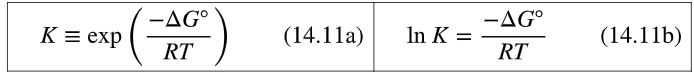 K ≡ exp(−ΔG°/RT) (14.11a)
ln K = −ΔG°/RT (14.11b)